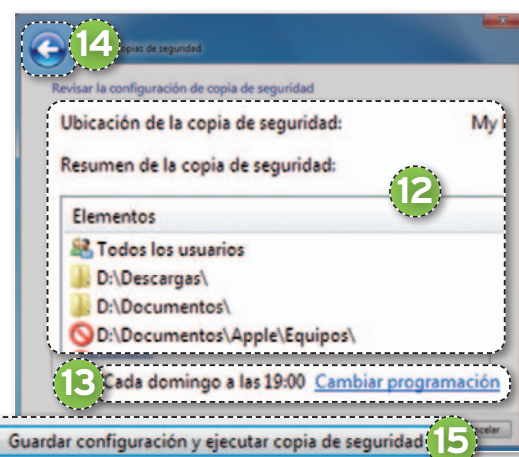 14
opias de seguridad
Revisar la configuración de copia de seguridad
Ubicación de la copia de seguridad: My
Resumen de la copia de seguridad:
12
Elementos
Todos los usuarios
D:\Descargas\
D:\Documentos\
D:\Documentos\Apple\Equipos\
13 Cada domingo a las 19:00 Cambiar programación
Guardar configuración y ejecutar copia de seguridad 15 celar